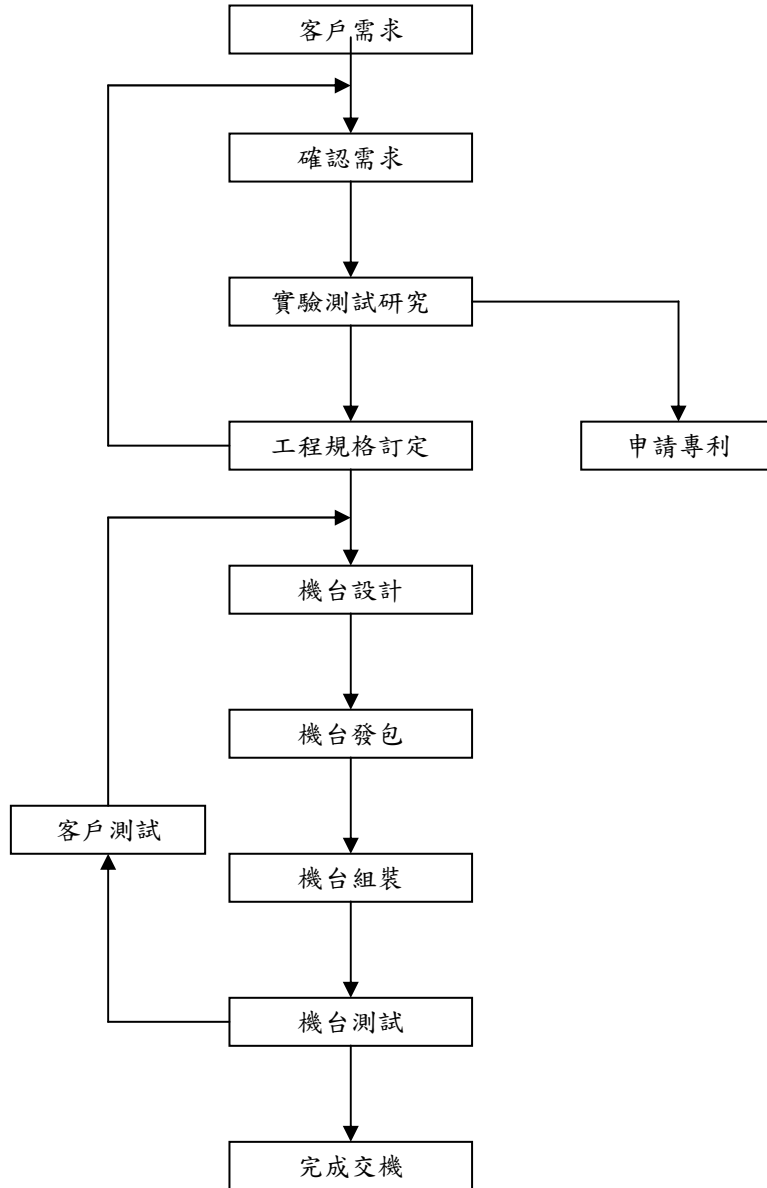 客戶需求
確認需求
實驗測試研究
工程規格訂定
申請專利
機台設計
機台發包
客戶測試
機台組裝
機台測試
完成交機